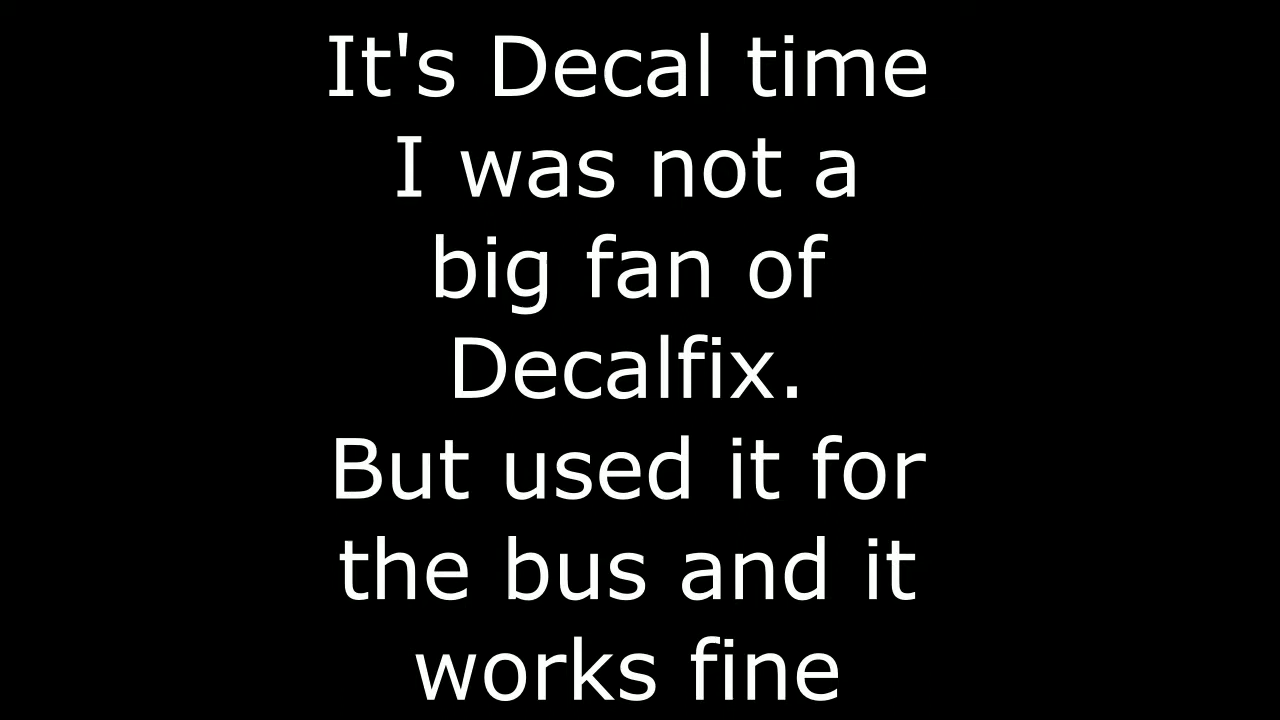 It's Decal time
I was not a
big fan of
Decalfix.
But used it for
the bus and it
works fine